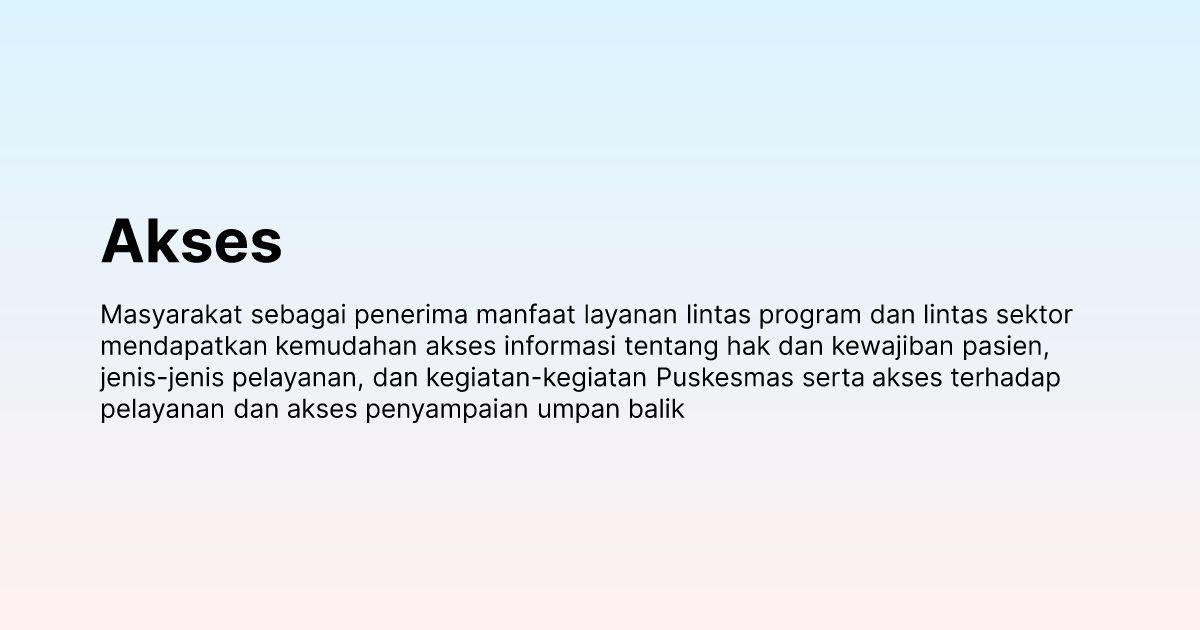 Akses
Masyarakat sebagai penerima manfaat layanan lintas program dan lintas sektor
mendapatkan kemudahan akses informasi tentang hak dan kewajiban pasien,
jenis-jenis pelayanan, dan kegiatan-kegiatan Puskesmas serta akses terhadap
pelayanan dan akses penyampaian umpan balik